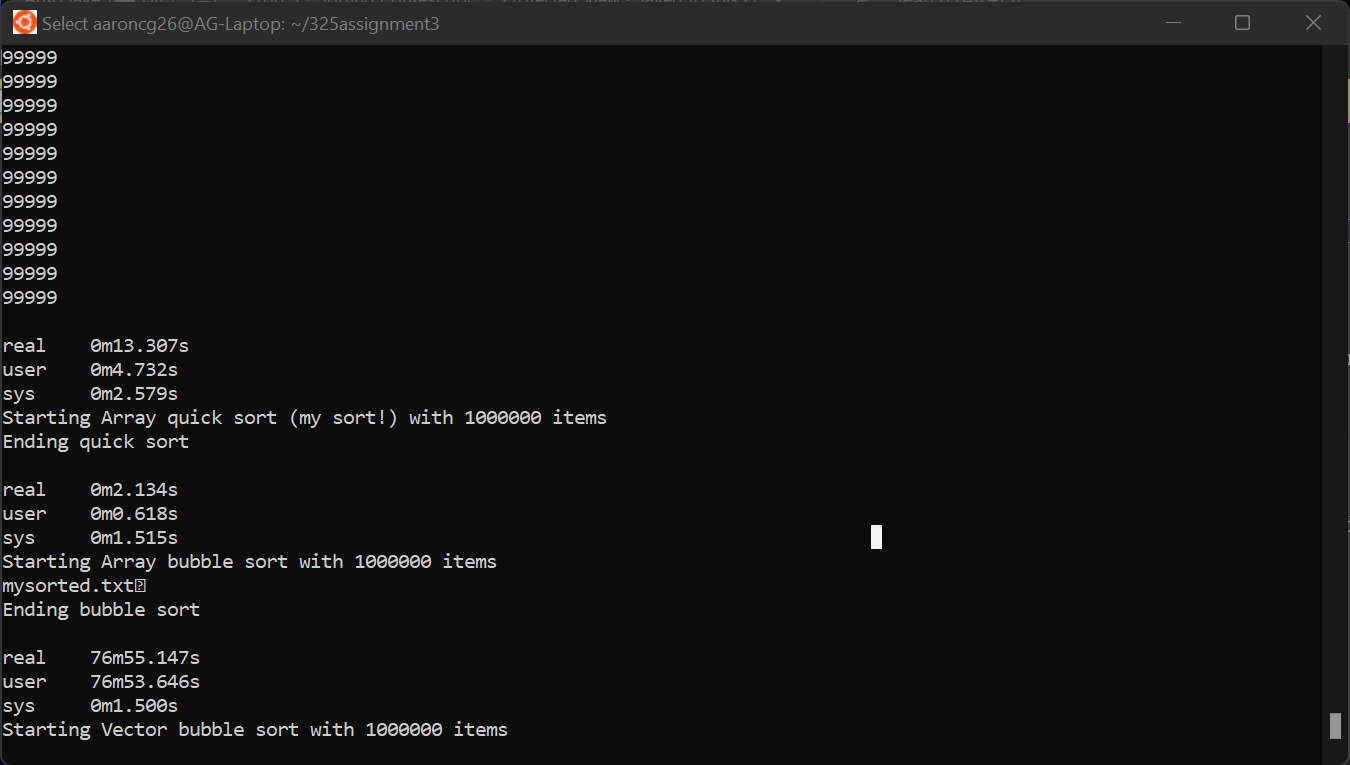 Select aaroncg26@AG-Laptop: ~/325assignment3
99999
99999
99999
99999
99999
99999
99999
99999
99999
99999
99999
real 0m13.307s
user 0m4.732s
sys 0m2.579s
Starting Array quick sort (my sort!) with 1000000 items
Ending quick sort
real 0m2.134s
user 0m0.618s
sys 0m1.515s
Starting Array bubble sort with 1000000 items
mysorted.txt
Ending bubble sort
real 76m55.147s
user 76m53.646s
sys 0m1.500s
Starting Vector bubble sort with 1000000 items